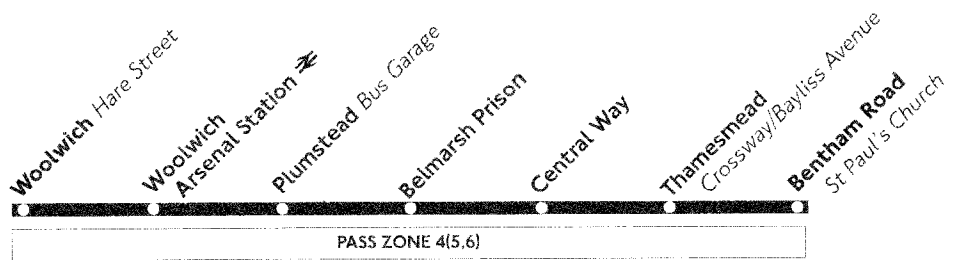 Woolwich Hare Street
Woolwich
Arsenal Station
Plumstead Bus Garage
Belmarsh Prison
Central Way
Thamesmead
Crossway/Bayliss Avenue
Bentham Road
St Paul's Church
PASS ZONE 4(5,6)